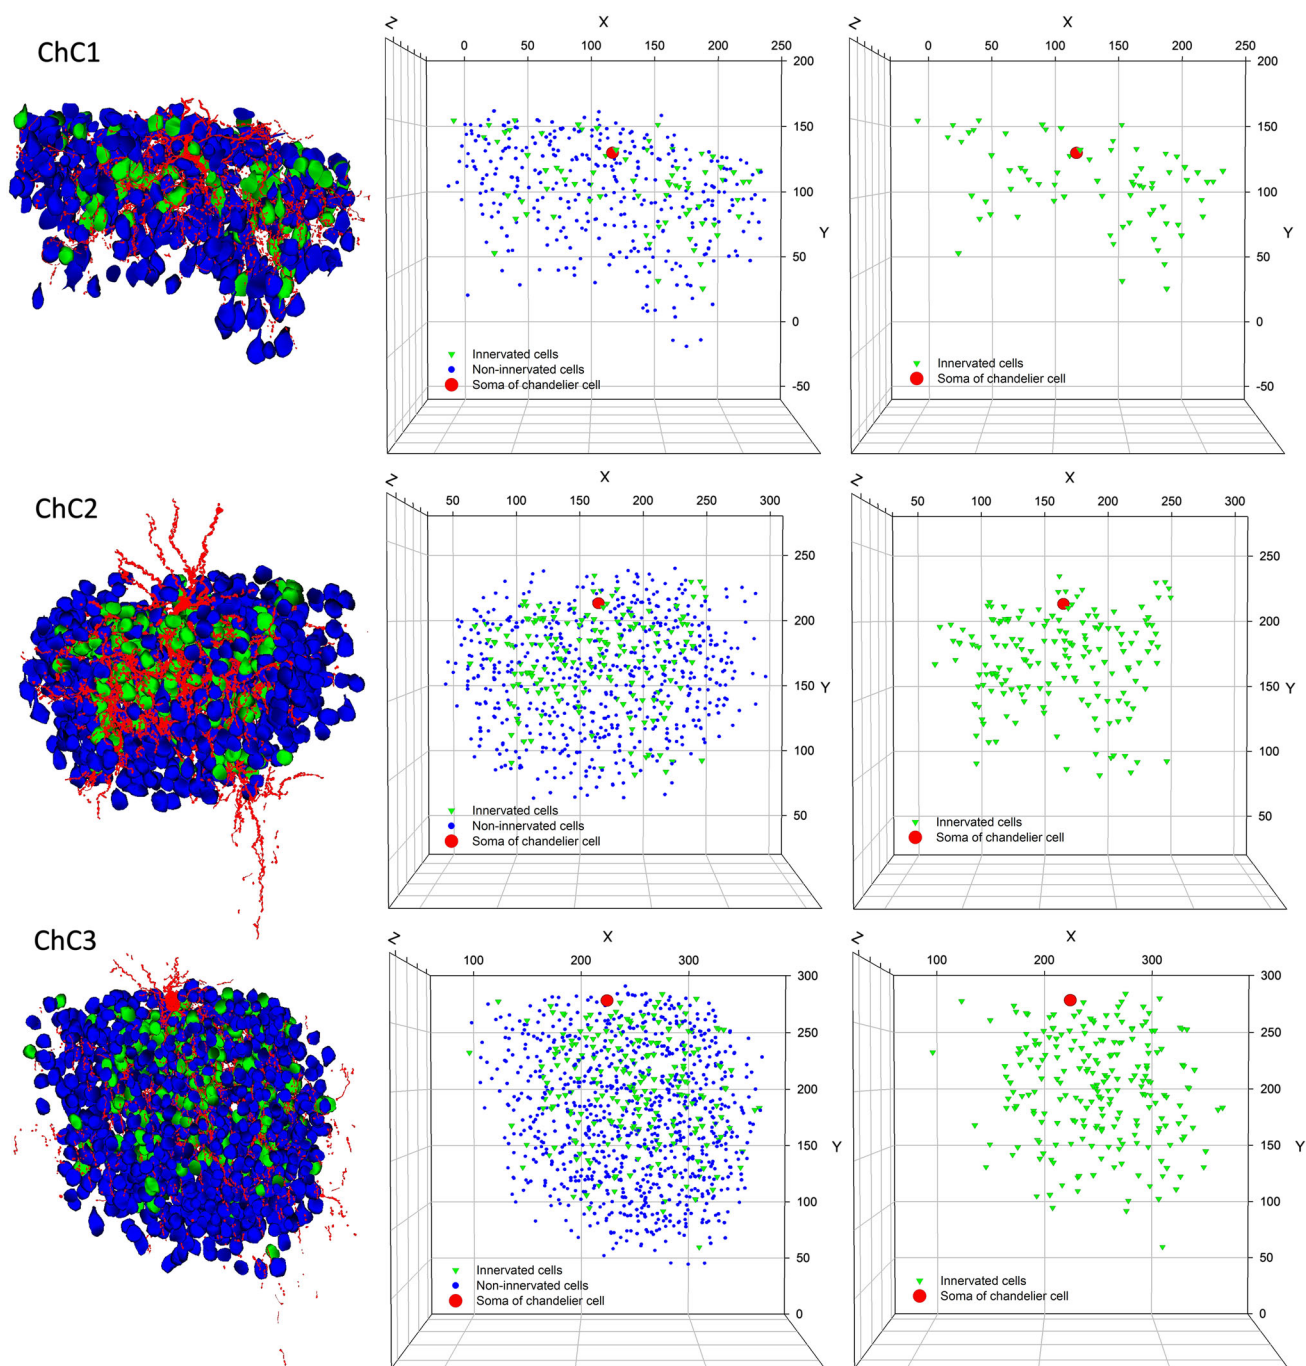 ChC1
Z X
0 50 100 150 200 250
200
150
100
Y
50
0
-50
Innervated cells
Non-innervated cells
Soma of chandelier cell
Z X
0 50 100 150 200 250
200
150
100
Y
50
0
-50
Innervated cells
Soma of chandelier cell
ChC2
Z X
50 100 150 200 250 300
250
200
150 Y
100
50
Innervated cells
Non-innervated cells
Soma of chandelier cell
Z X
50 100 150 200 250 300
250
200
150 Y
100
50
Innervated cells
Soma of chandelier cell
ChC3
Z X
100 200 300
300
250
200
150 Y
100
50
0
Innervated cells
Non-innervated cells
Soma of chandelier cell
Z X
100 200 300
300
250
200
150 Y
100
50
0
Innervated cells
Soma of chandelier cell